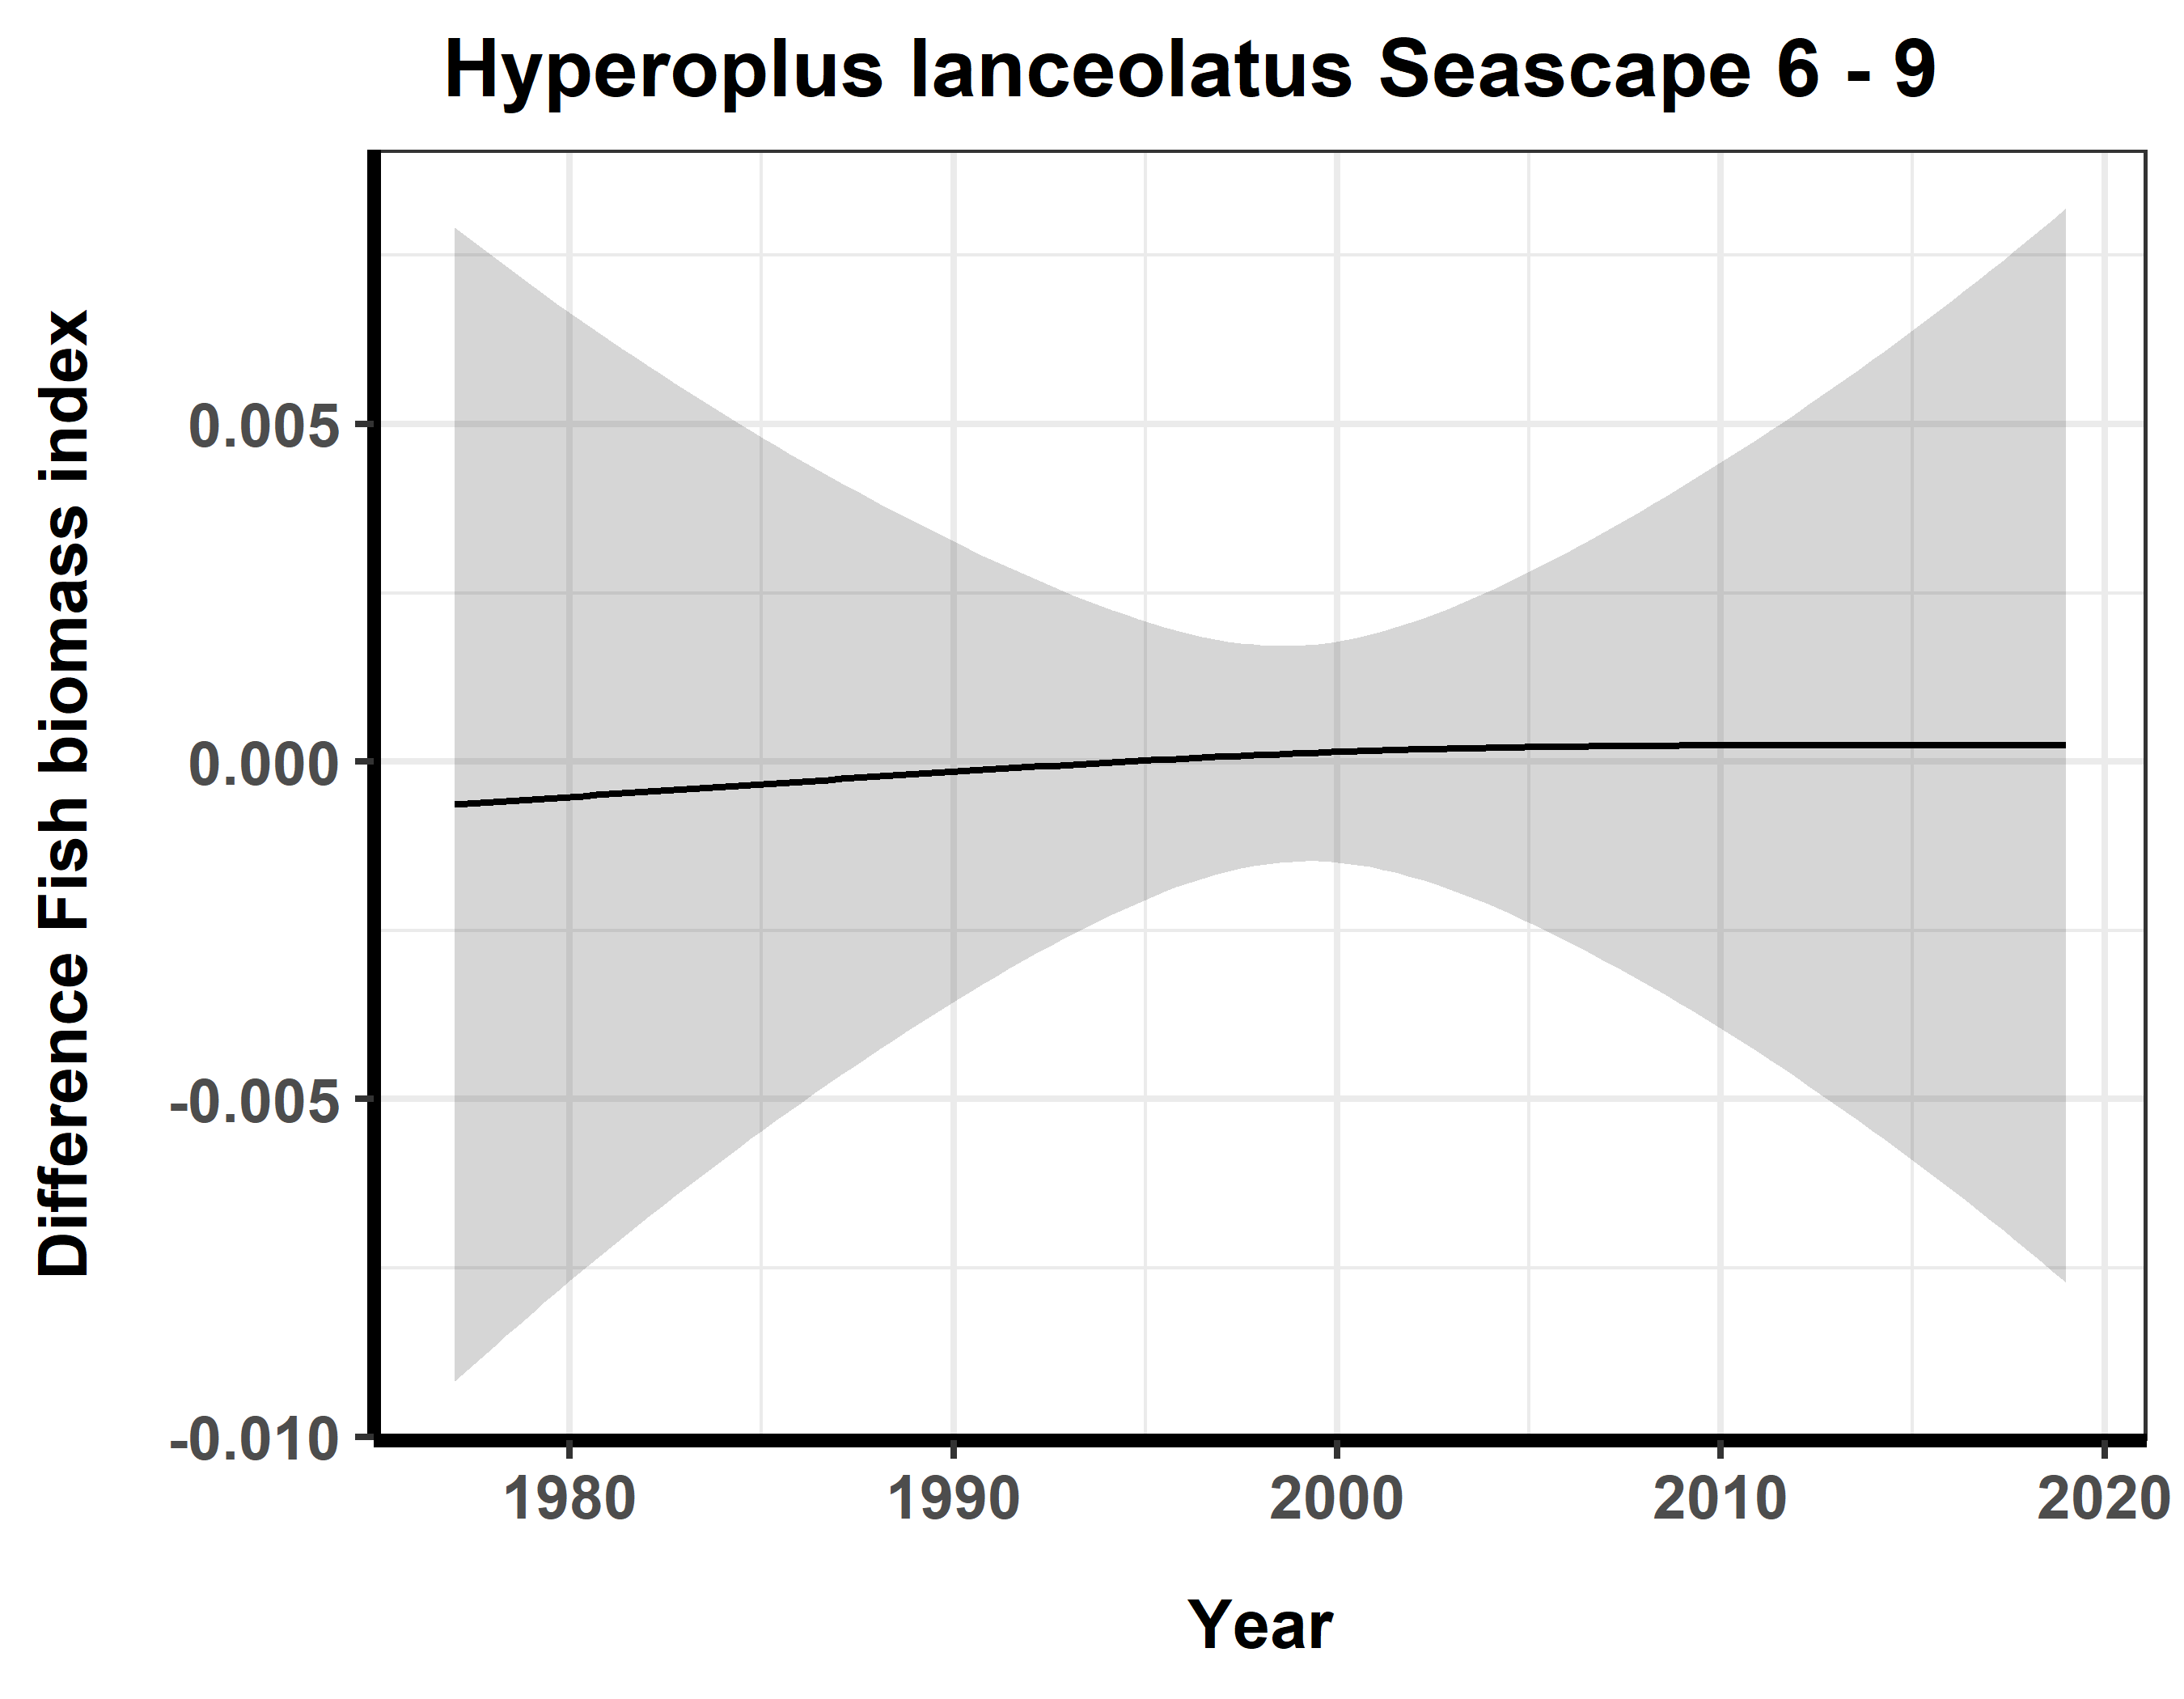 Hyperoplus lanceolatus Seascape 6 - 9
Difference Fish biomass index
0.005
0.000
-0.005
-0.010
1980 1990 2000 2010 2020
Year